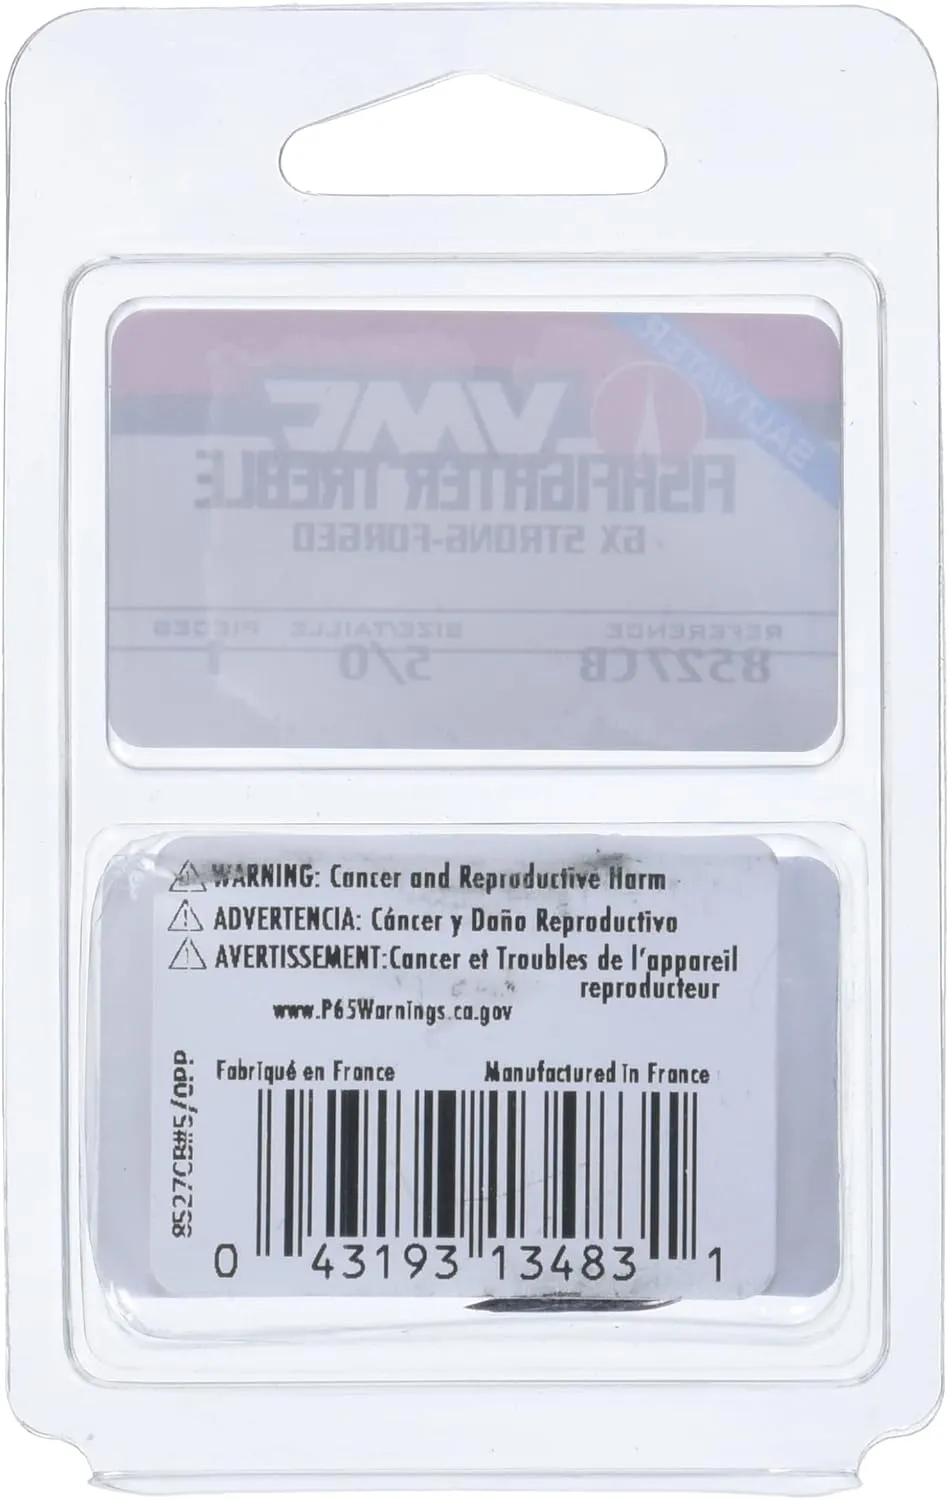 SALTWATER
VMC
FISHFIGHTER TREBLE
6X STRONG-FORGED
REFERENCE SIZE/TAILLE PIECES
8527CB 5/0 1
WARNING: Cancer and Reproductive Harm
ADVERTENCIA: Cáncer y Daño Reproductivo
AVERTISSEMENT:Cancer et Troubles de l'appareil
reproducteur
www.P65Warnings.ca.gov
Fabriqué en France Manufactured in France
8527CB#5/0PP
0 43193 13483 1